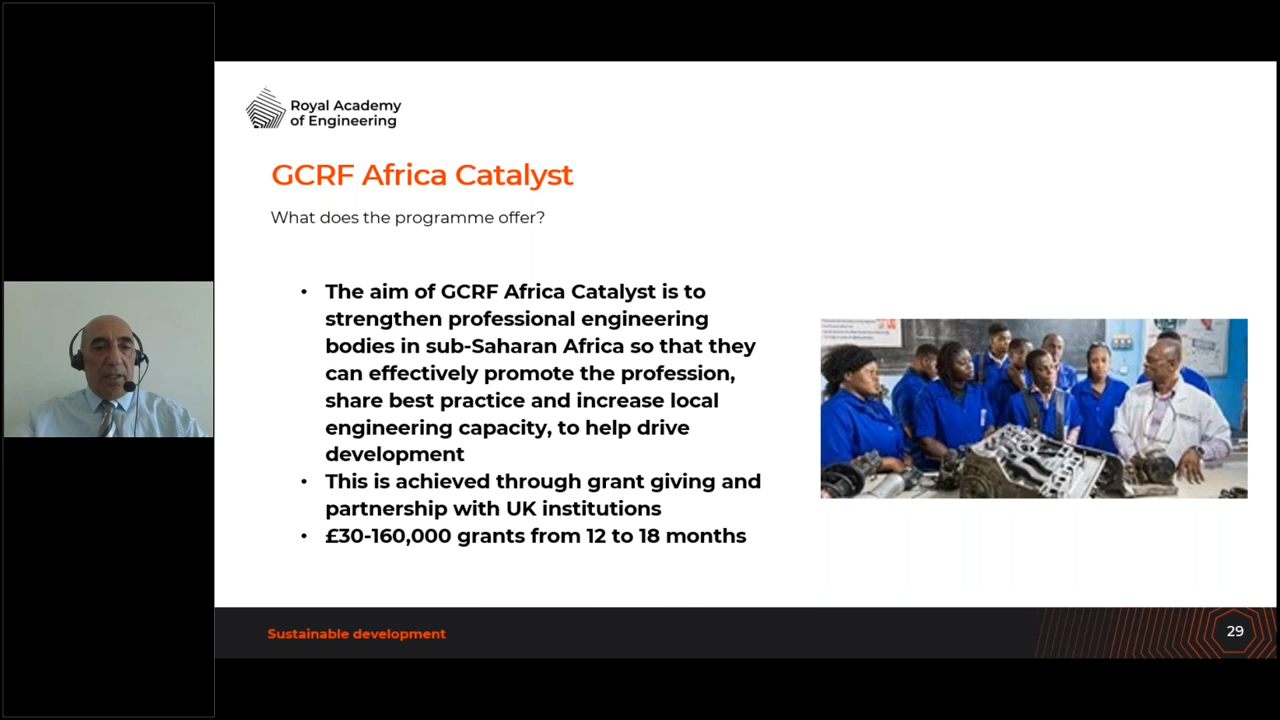 Royal Academy
of Engineering
GCRF Africa Catalyst
What does the programme offer?
• The aim of GCRF Africa Catalyst is to
strengthen professional engineering
bodies in sub-Saharan Africa so that they
can effectively promote the profession,
share best practice and increase local
engineering capacity, to help drive
development
• This is achieved through grant giving and
partnership with UK institutions
• £30-160,000 grants from 12 to 18 months
Sustainable development
29